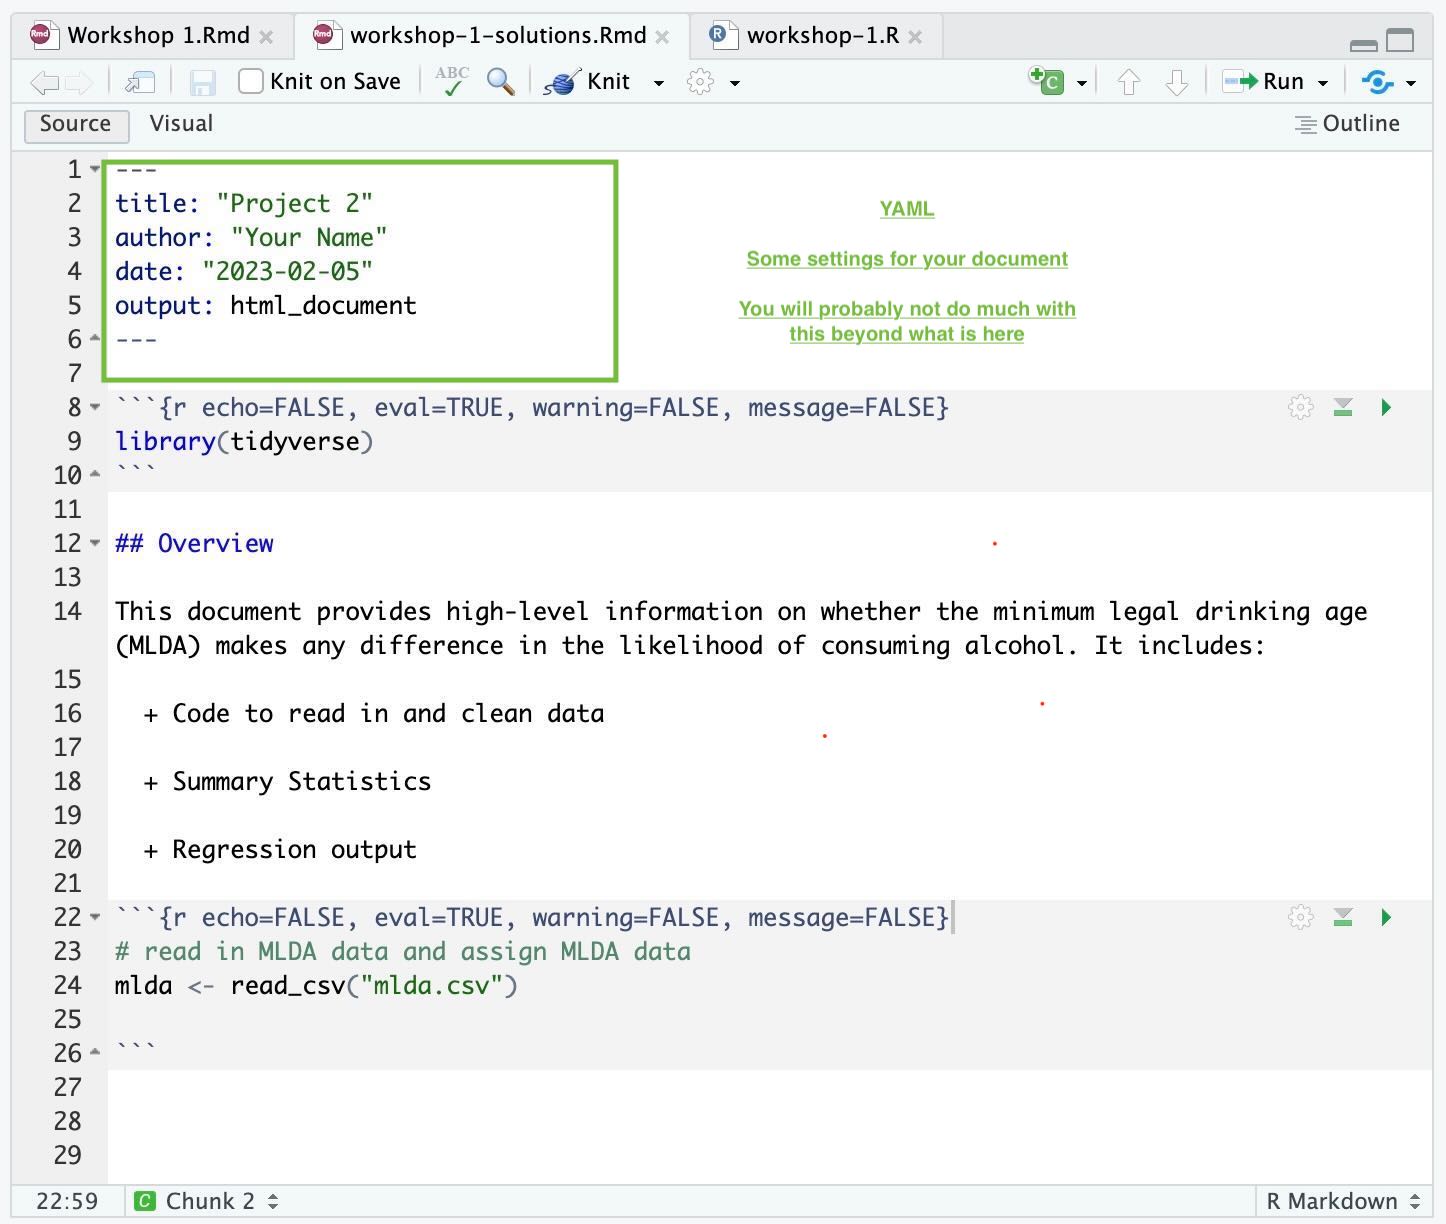 Workshop 1.Rmd
workshop-1-solutions.Rmd
workshop-1.R
Knit on Save
ABC
Knit
Run
Source
Visual
Outline
1 ---
2 title: "Project 2"
3 author: "Your Name"
4 date: "2023-02-05"
5 output: html_document
6 ---
7
YAML
Some settings for your document
You will probably not do much with
this beyond what is here
8 ```{r echo=FALSE, eval=TRUE, warning=FALSE, message=FALSE}
9 library(tidyverse)
10 ```
11
12 ## Overview
13
14 This document provides high-level information on whether the minimum legal drinking age
(MLDA) makes any difference in the likelihood of consuming alcohol. It includes:
15
16 + Code to read in and clean data
17
18 + Summary Statistics
19
20 + Regression output
21
22 ```{r echo=FALSE, eval=TRUE, warning=FALSE, message=FALSE}
23 # read in MLDA data and assign MLDA data
24 mlda <- read_csv("mlda.csv")
25
26 ```
27
28
29
22:59
C Chunk 2
R Markdown